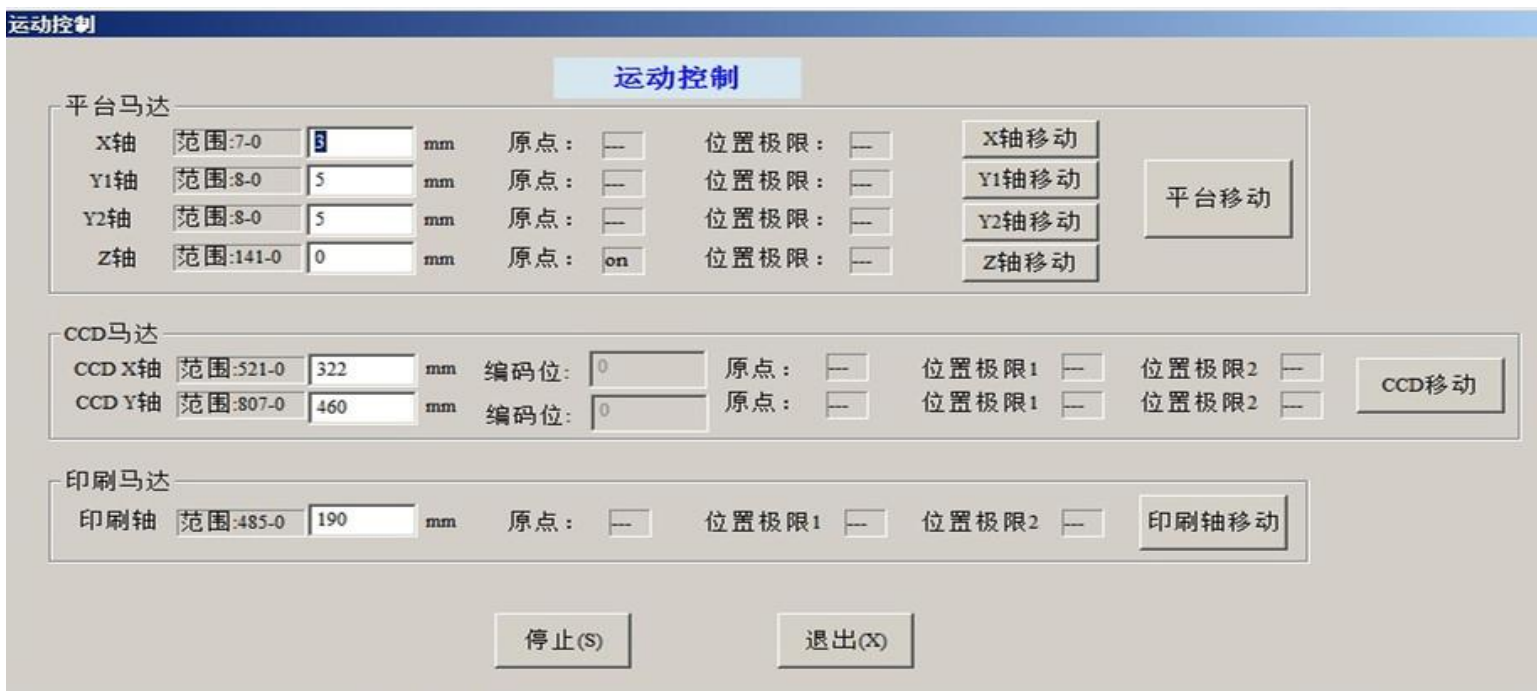 运动控制
运动控制
平台马达
X轴 范围:7-0 3 mm 原点: --- 位置极限: --- X轴移动
Y1轴 范围:8-0 5 mm 原点: --- 位置极限: --- Y1轴移动
平台移动
Y2轴 范围:8-0 5 mm 原点: --- 位置极限: --- Y2轴移动
Z轴 范围:141-0 0 mm 原点: on 位置极限: --- Z轴移动
CCD马达
CCD X轴 范围:521-0 322 mm 编码位: 0 原点: --- 位置极限1 --- 位置极限2 ---
CCD移动
CCD Y轴 范围:807-0 460 mm 编码位: 0 原点: --- 位置极限1 --- 位置极限2 ---
印刷马达
印刷轴 范围:485-0 190 mm 原点: --- 位置极限1 --- 位置极限2 --- 印刷轴移动
停止(S) 退出(X)